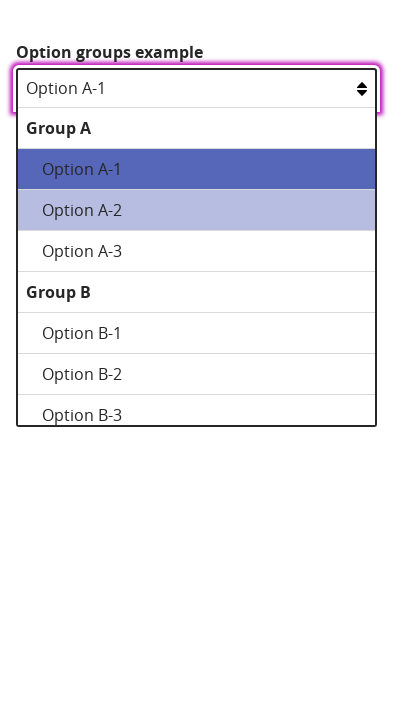 Option groups example
Option A-1
Group A
Option A-1
Option A-2
Option A-3
Group B
Option B-1
Option B-2
Option B-3